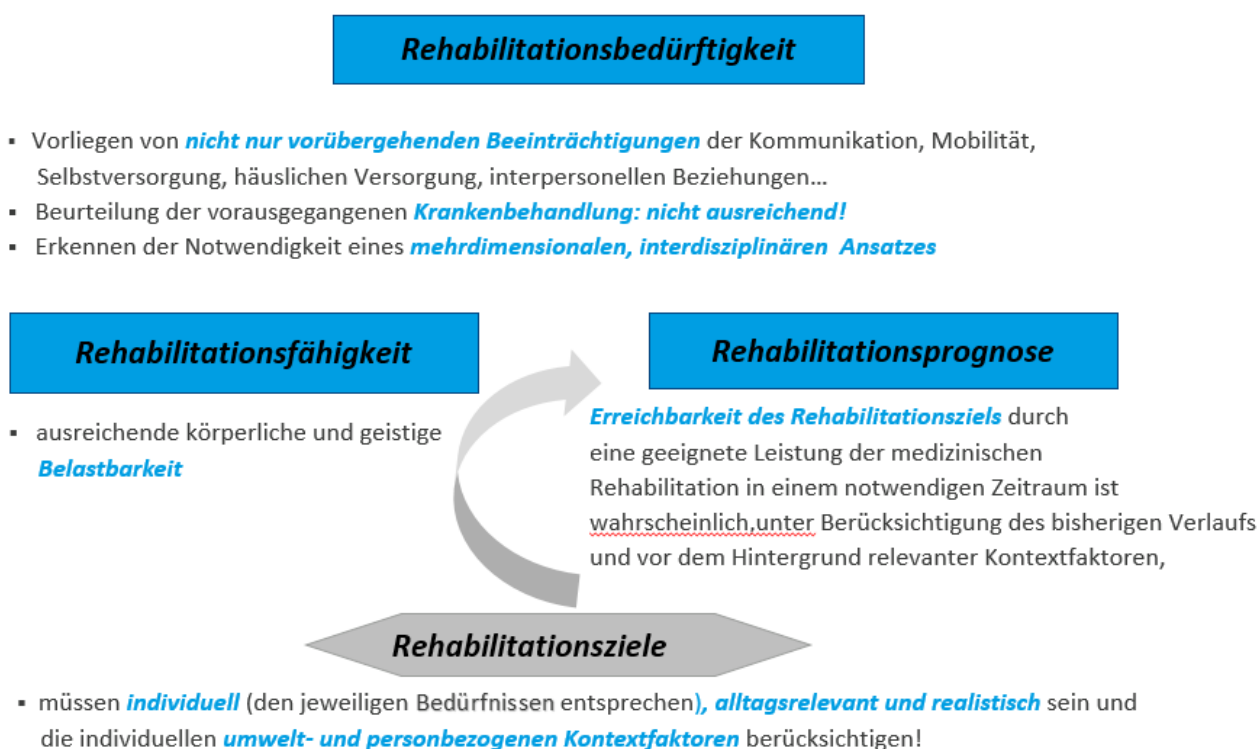 Rehabilitationsbedürftigkeit
▪ Vorliegen von nicht nur vorübergehenden Beeinträchtigungen der Kommunikation, Mobilität,
Selbstversorgung, häuslichen Versorgung, interpersonellen Beziehungen...
▪ Beurteilung der vorausgegangenen Krankenbehandlung: nicht ausreichend!
▪ Erkennen der Notwendigkeit eines mehrdimensionalen, interdisziplinären Ansatzes
Rehabilitationsfähigkeit
▪ ausreichende körperliche und geistige
Belastbarkeit
Rehabilitationsprognose
Erreichbarkeit des Rehabilitationsziels durch
eine geeignete Leistung der medizinischen
Rehabilitation in einem notwendigen Zeitraum ist
wahrscheinlich,unter Berücksichtigung des bisherigen Verlaufs
und vor dem Hintergrund relevanter Kontextfaktoren,
Rehabilitationsziele
▪ müssen individuell (den jeweiligen Bedürfnissen entsprechen), alltagsrelevant und realistisch sein und
die individuellen umwelt- und personbezogenen Kontextfaktoren berücksichtigen!